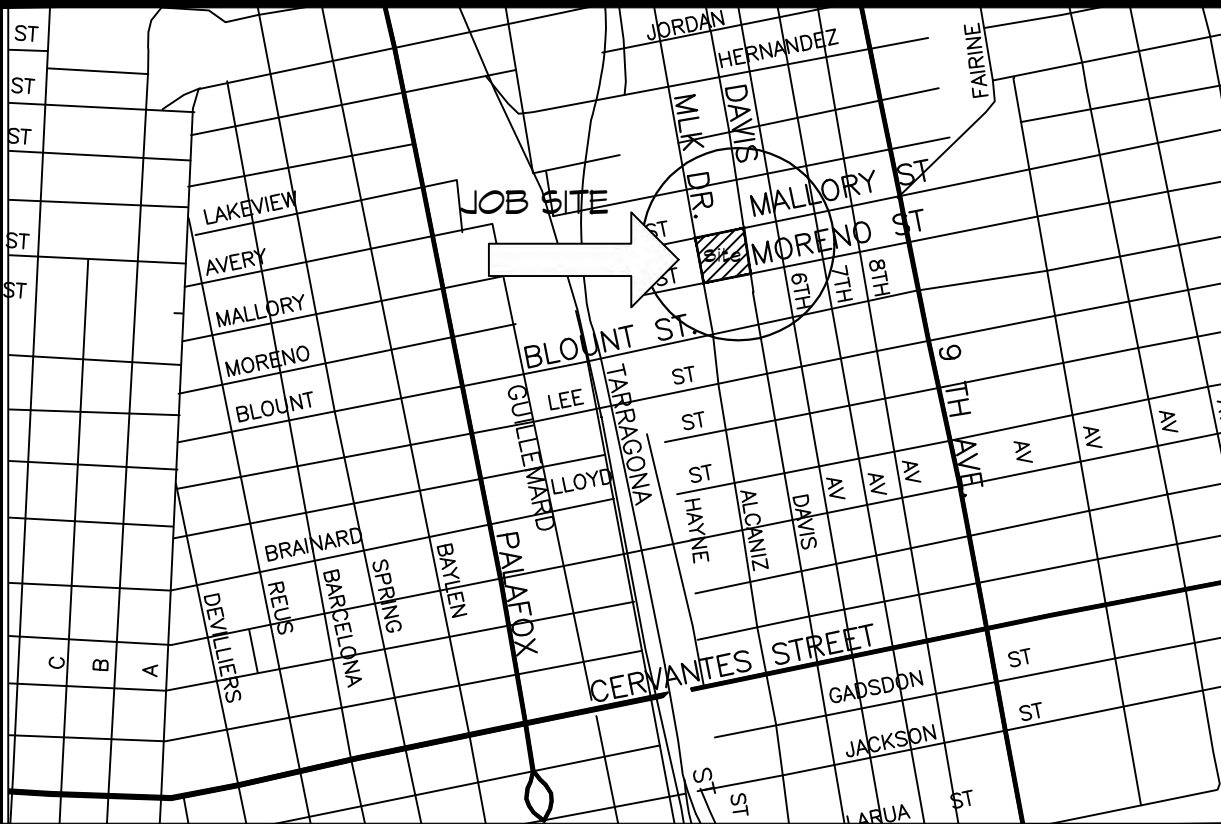 ST
JORDAN
HERNANDEZ
FAIRINE
ST
MLK DR.
DAVIS
ST
LAKEVIEW
JOB SITE
MALLORY ST
ST
ST
AVERY
site
MORENO ST
ST
ST
6TH
7TH
8TH
MALLORY
BLOUNT ST.
MORENO
9 TH AVE.
ST
LEE
BLOUNT
GUILLEMARD
TARRAGONA
ST
AV
AV
AV
ST
LLOYD
AV
AV
AV
HAYNE
ALCANIZ
DAVIS
BRAINARD
PALAFOX
BAYLEN
SPRING
BARCELONA
REUS
DEVILLIERS
C
B
A
CERVANTES STREET
ST
GADSDON
ST
JACKSON
ST
ST
LARUA
ST